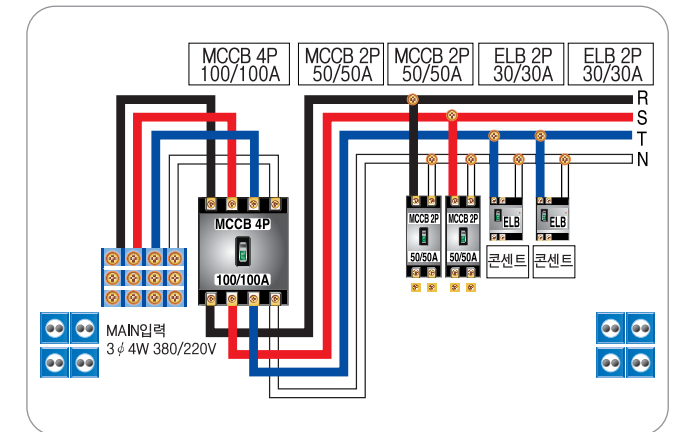 MCCB 4P
100/100A
MCCB 2P
50/50A
MCCB 2P
50/50A
ELB 2P
30/30A
ELB 2P
30/30A
R
S
T
N
MCCB 4P
100/100A
MCCB 2P
50/50A
MCCB 2P
50/50A
ELB
ELB
콘센트
콘센트
MAIN입력
3∮4W 380/220V